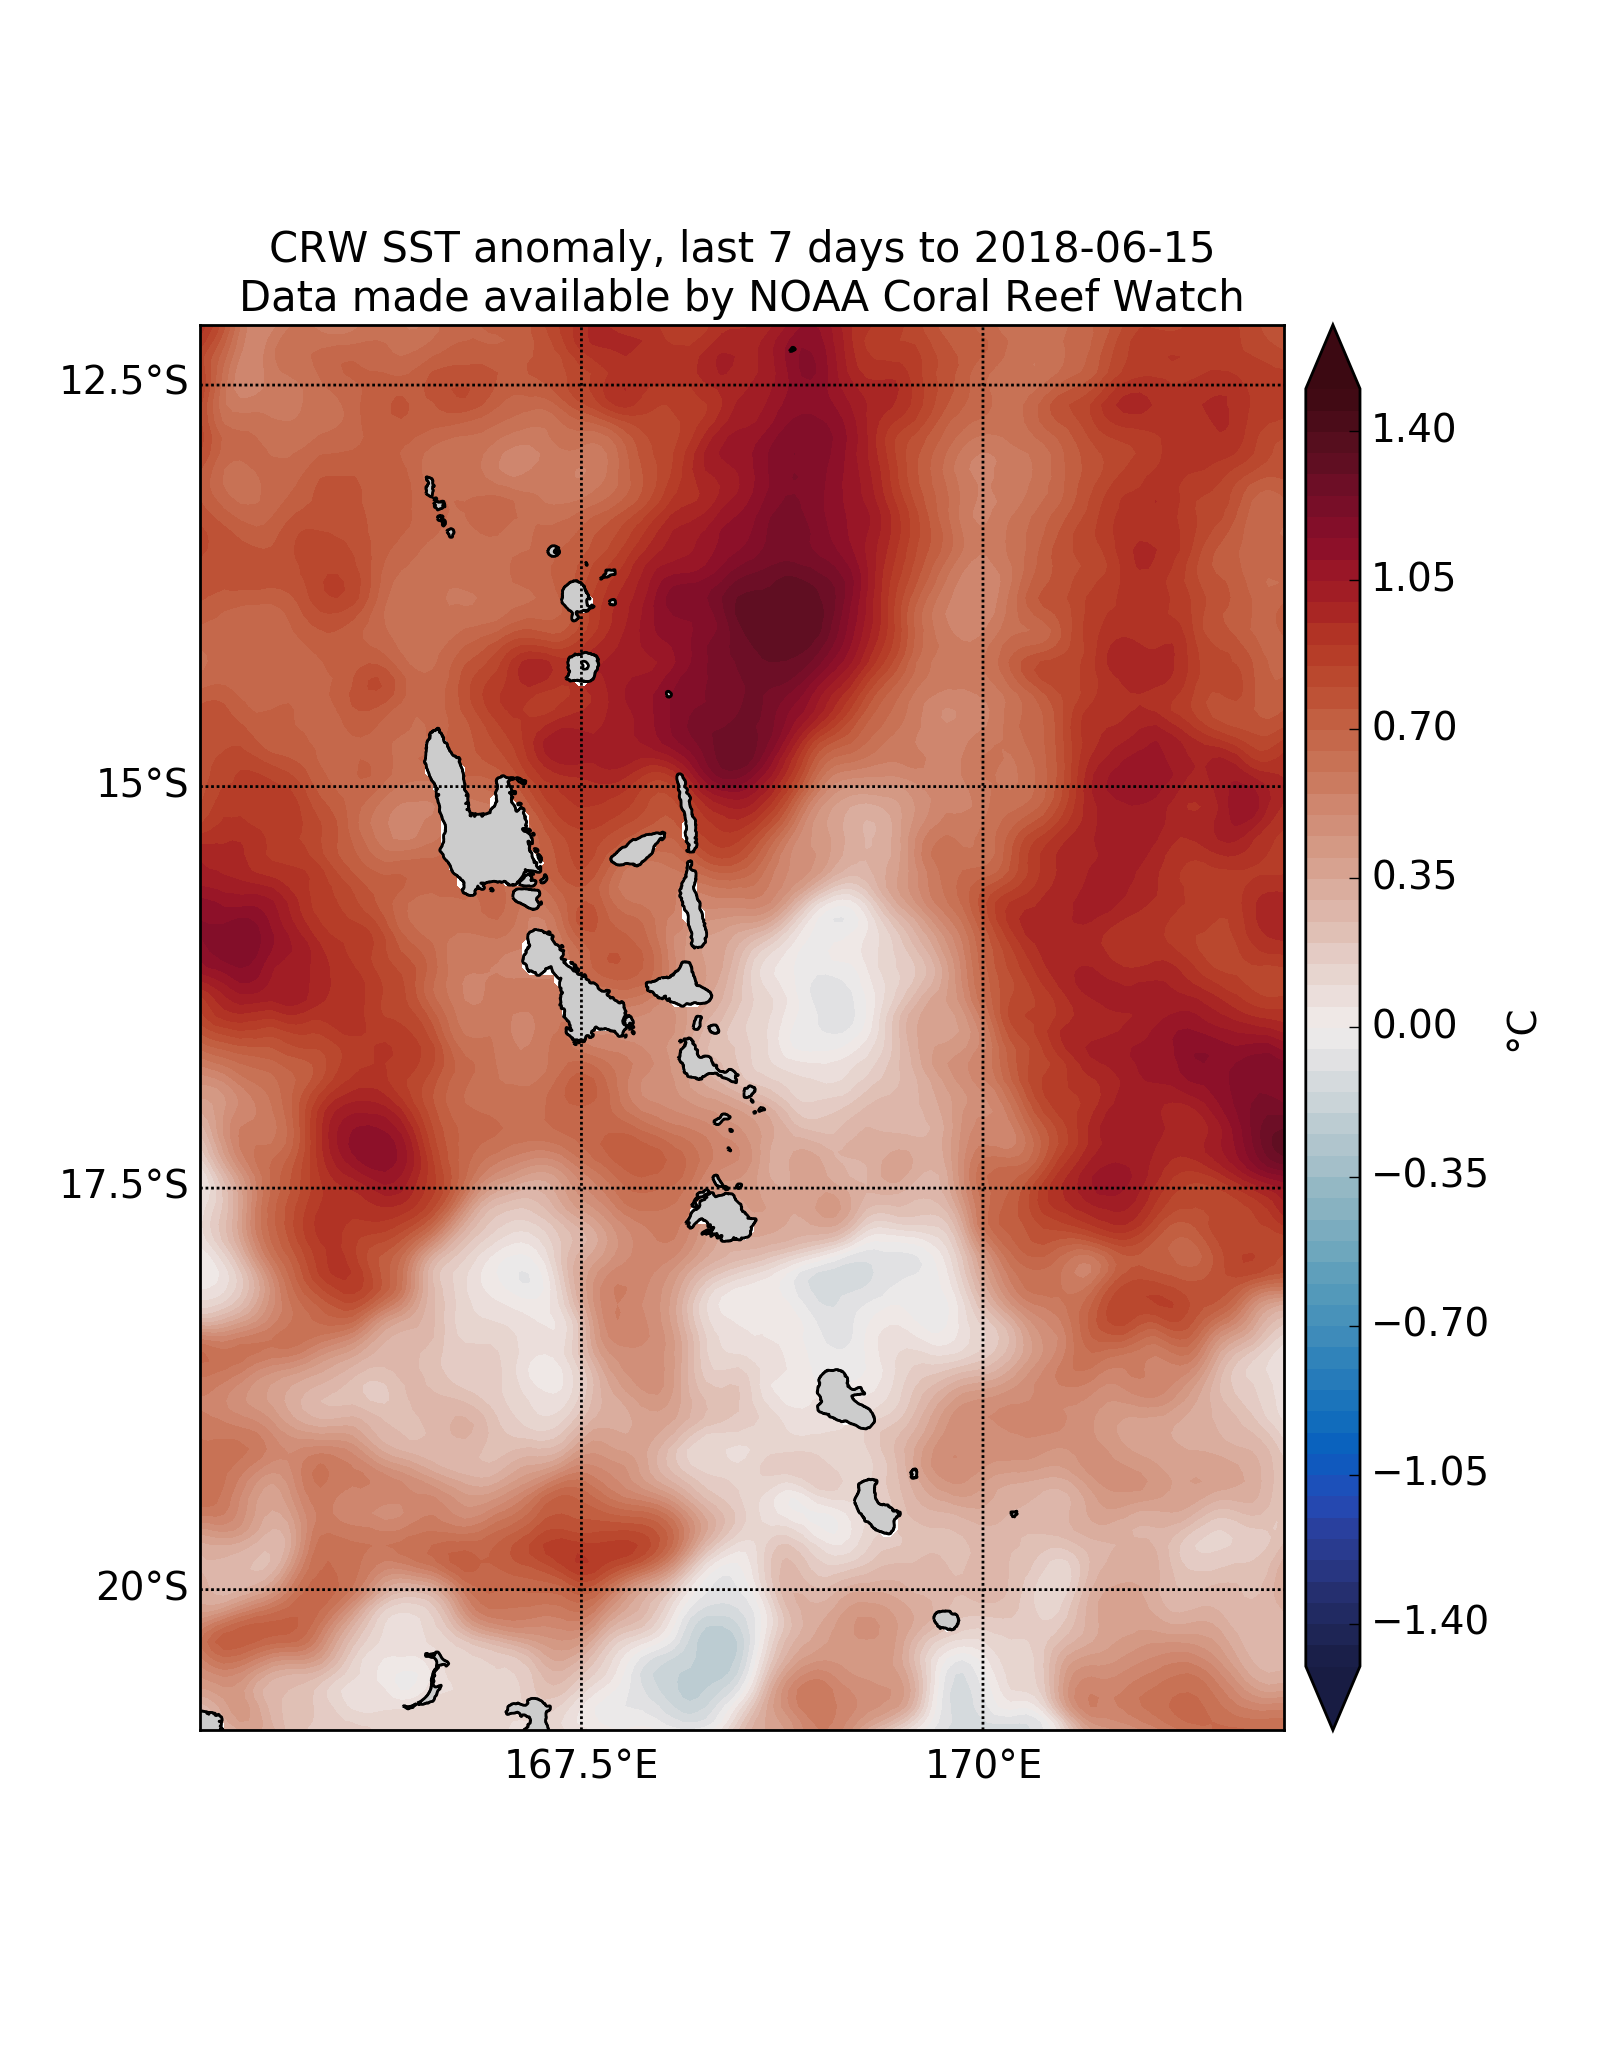 CRW SST anomaly, last 7 days to 2018-06-15
Data made available by NOAA Coral Reef Watch
12.5°S
15°S
17.5°S
20°S
167.5°E
170°E
1.40
1.05
0.70
0.35
0.00
−0.35
−0.70
−1.05
−1.40
°C